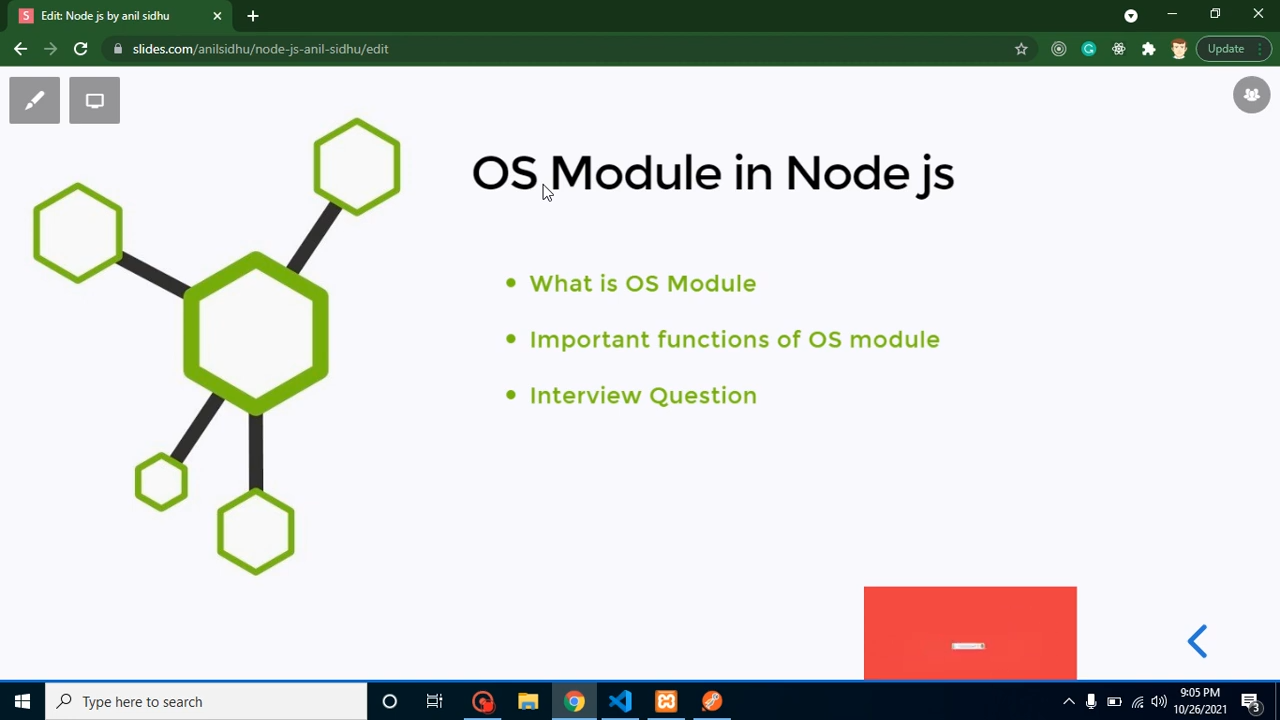 Edit: Node js by anil sidhu
slides.com/anilsidhu/node-js-anil-sidhu/edit
Update
OS Module in Node js
What is OS Module
Important functions of OS module
Interview Question
Type here to search
9:05 PM
10/26/2021
3